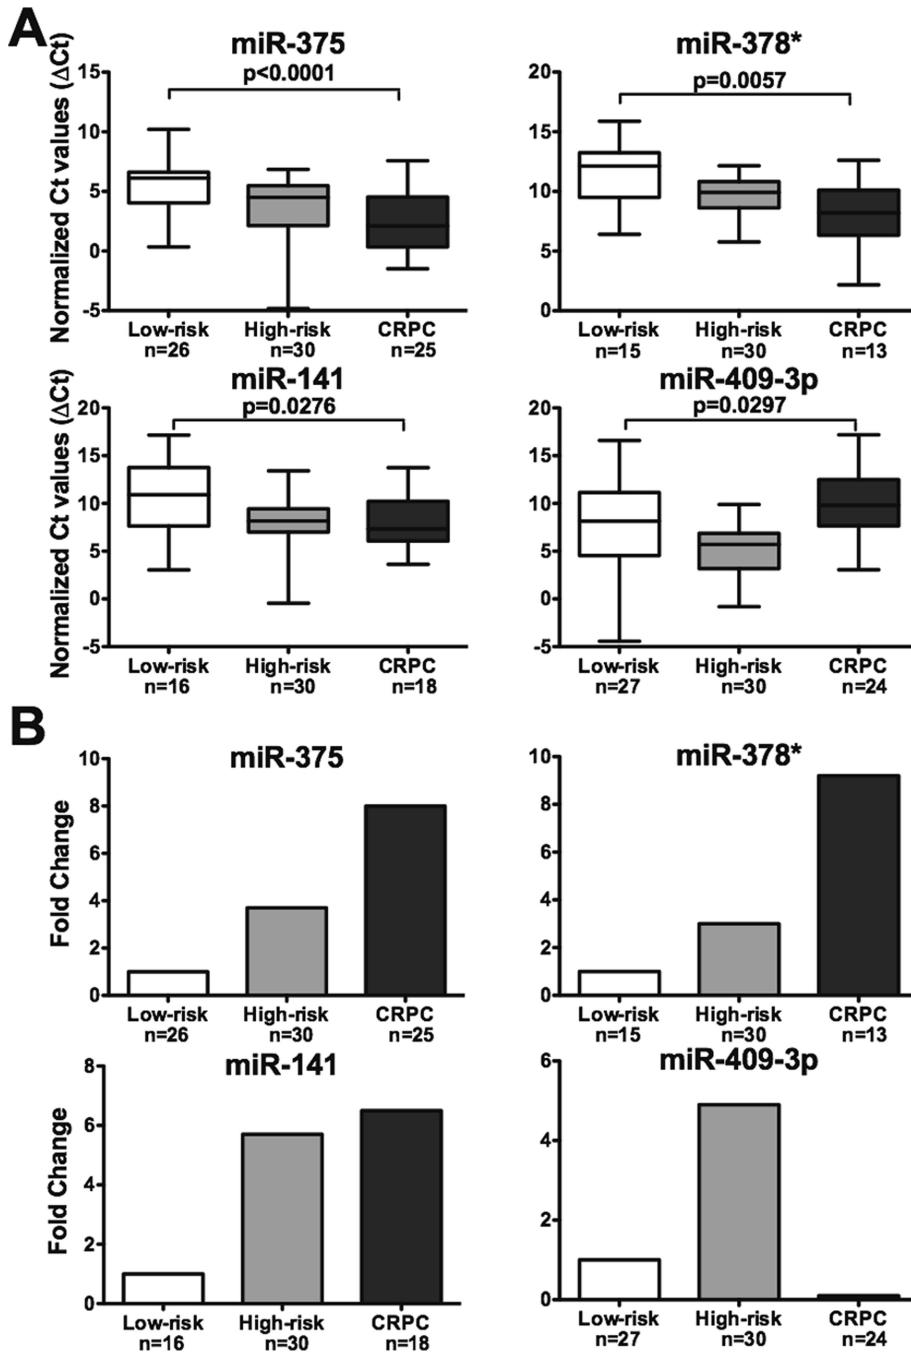 A
miR-375
miR-378*
Normalized Ct values (ΔCt)
15
10
5
0
-5
p<0.0001
Low-risk High-risk CRPC
n=26 n=30 n=25
20
15
10
5
0
p=0.0057
Low-risk High-risk CRPC
n=15 n=30 n=13
miR-141
miR-409-3p
Normalized Ct values (ΔCt)
20
15
10
5
0
-5
p=0.0276
Low-risk High-risk CRPC
n=16 n=30 n=18
20
15
10
5
0
-5
p=0.0297
Low-risk High-risk CRPC
n=27 n=30 n=24
B
miR-375
miR-378*
Fold Change
10
8
6
4
2
0
Low-risk High-risk CRPC
n=26 n=30 n=25
10
8
6
4
2
0
Low-risk High-risk CRPC
n=15 n=30 n=13
miR-141
miR-409-3p
Fold Change
8
6
4
2
0
Low-risk High-risk CRPC
n=16 n=30 n=18
6
4
2
0
Low-risk High-risk CRPC
n=27 n=30 n=24